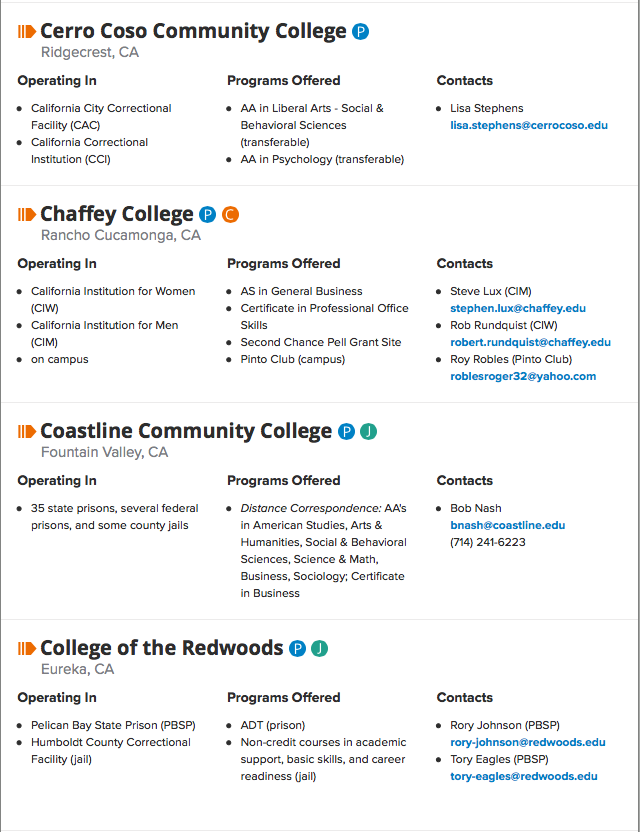 Cerro Coso Community College P
Ridgecrest, CA
Operating In
California City Correctional
Facility (CAC)
California Correctional
Institution (CCI)
Programs Offered
AA in Liberal Arts - Social &
Behavioral Sciences
(transferable)
AA in Psychology (transferable)
Contacts
Lisa Stephens
lisa.stephens@cerrocoso.edu
Chaffey College P C
Rancho Cucamonga, CA
Operating In
California Institution for Women
(CIW)
California Institution for Men
(CIM)
on campus
Programs Offered
AS in General Business
Certificate in Professional Office
Skills
Second Chance Pell Grant Site
Pinto Club (campus)
Contacts
Steve Lux (CIM)
stephen.lux@chaffey.edu
Rob Rundquist (CIW)
robert.rundquist@chaffey.edu
Roy Robles (Pinto Club)
roblesroger32@yahoo.com
Coastline Community College P J
Fountain Valley, CA
Operating In
35 state prisons, several federal
prisons, and some county jails
Programs Offered
Distance Correspondence: AA's
in American Studies, Arts &
Humanities, Social & Behavioral
Sciences, Science & Math,
Business, Sociology; Certificate
in Business
Contacts
Bob Nash
bnash@coastline.edu
(714) 241-6223
College of the Redwoods P J
Eureka, CA
Operating In
Pelican Bay State Prison (PBSP)
Humboldt County Correctional
Facility (jail)
Programs Offered
ADT (prison)
Non-credit courses in academic
support, basic skills, and career
readiness (jail)
Contacts
Rory Johnson (PBSP)
rory-johnson@redwoods.edu
Tory Eagles (PBSP)
tory-eagles@redwoods.edu